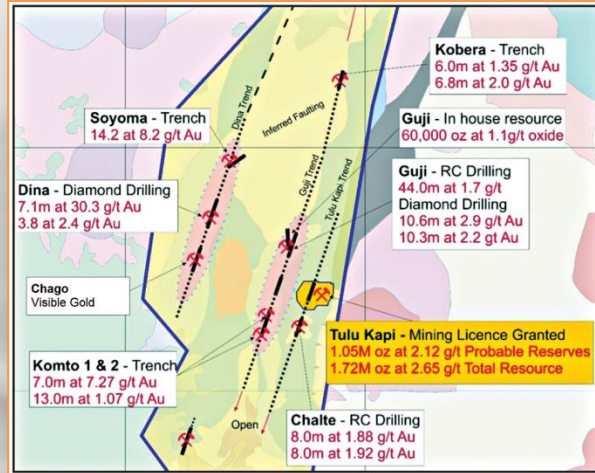 Kobera - Trench
6.0m at 1.35 g/t Au
6.8m at 2.0 g/t Au
Soyoma - Trench
14.2 at 8.2 g/t Au
Dina Trend
Inferred Faulting
Guji - In house resource
60,000 oz at 1.1g/t oxide
Guji Trend
Tulu Kapi Trend
Guji - RC Drilling
44.0m at 1.7 g/t
Diamond Drilling
10.6m at 2.9 g/t Au
10.3m at 2.2 gt Au
Dina - Diamond Drilling
7.1m at 30.3 g/t Au
3.8 at 2.4 g/t Au
Chago
Visible Gold
Tulu Kapi - Mining Licence Granted
1.05M oz at 2.12 g/t Probable Reserves
1.72M oz at 2.65 g/t Total Resource
Komto 1 & 2 - Trench
7.0m at 7.27 g/t Au
13.0m at 1.07 g/t Au
Open
Chalte - RC Drilling
8.0m at 1.88 g/t Au
8.0m at 1.92 g/t Au